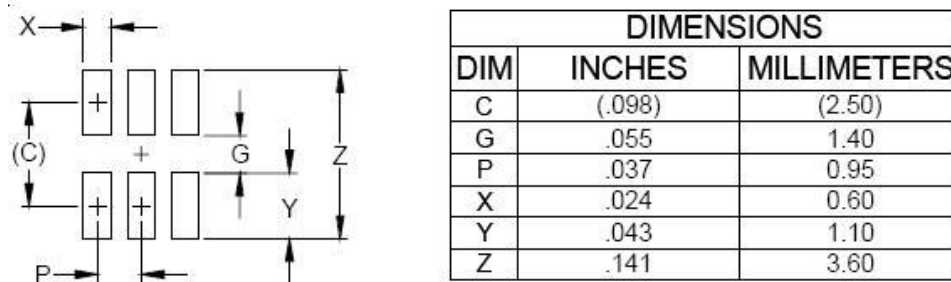 X
(C)
G
Z
Y
P
DIMENSIONS
DIM INCHES MILLIMETERS
C (.098) (2.50)
G .055 1.40
P .037 0.95
X .024 0.60
Y .043 1.10
Z .141 3.60